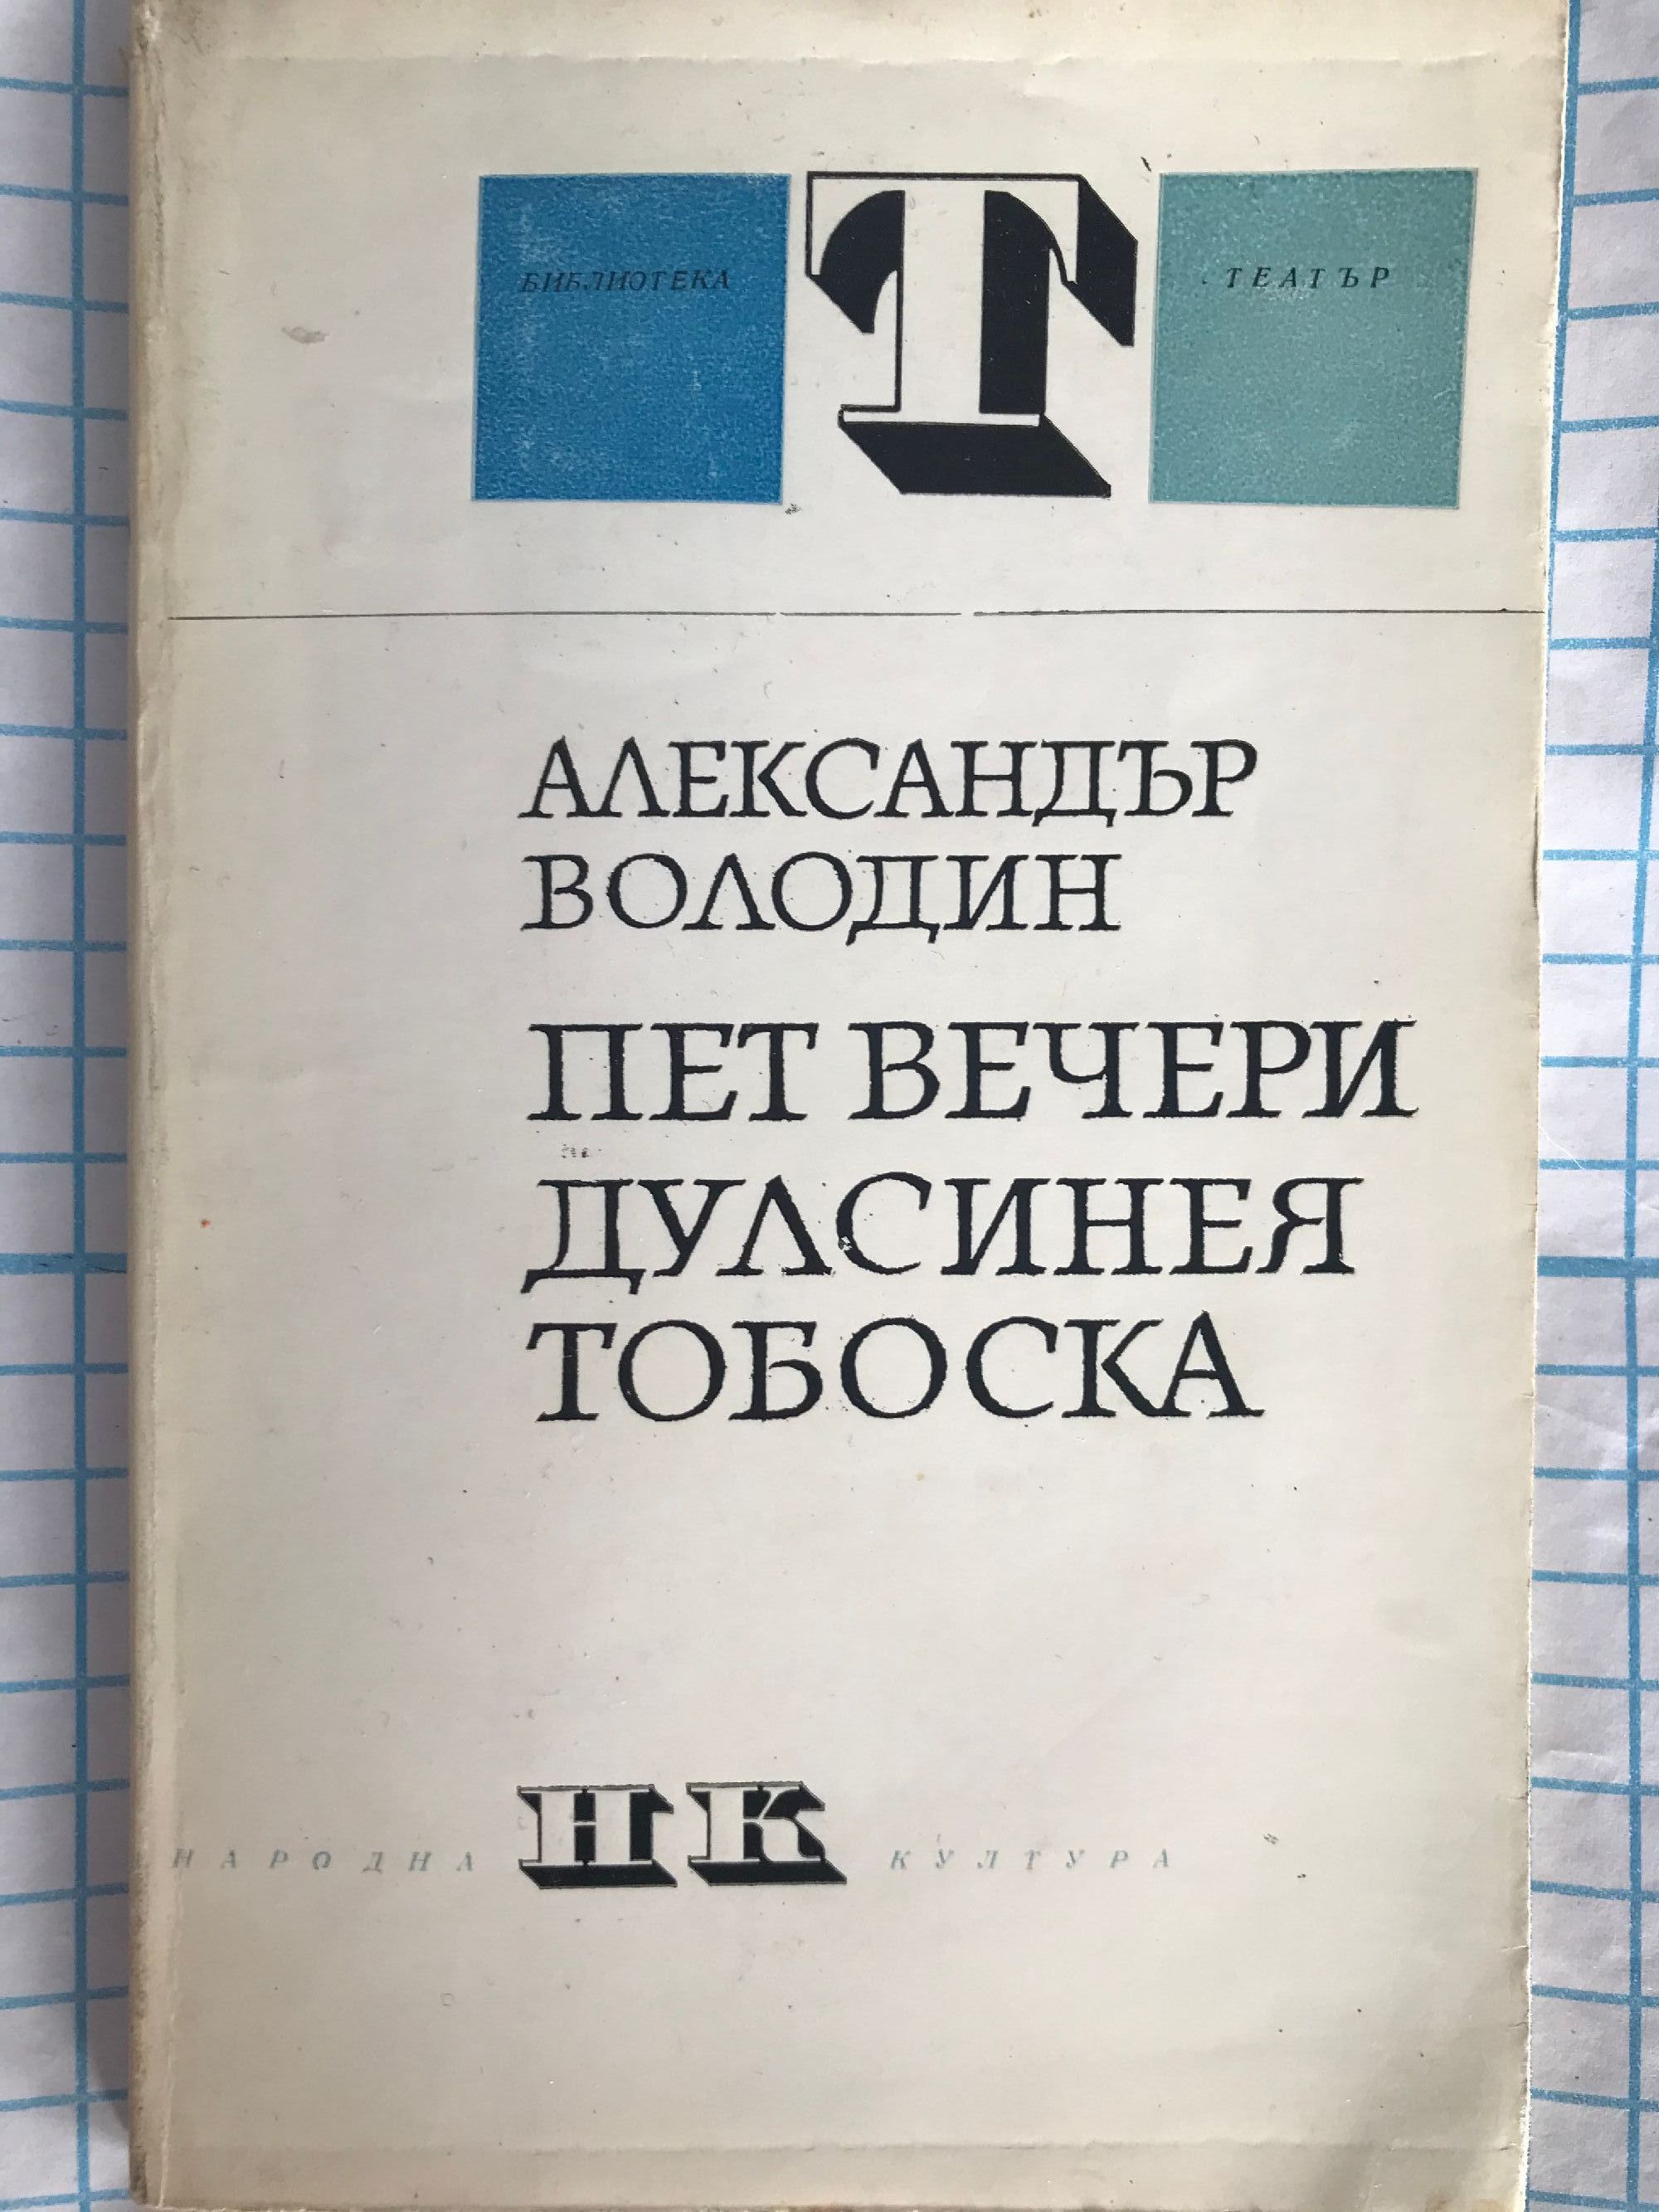 БИБЛИОТЕКА Т ТЕАТЪР
АЛЕКСАНДЪР
ВОЛОДИН
ПЕТ ВЕЧЕРИ
ДУЛСИНЕЯ
ТОБОСКА
НАРОДНА НК КУЛТУРА